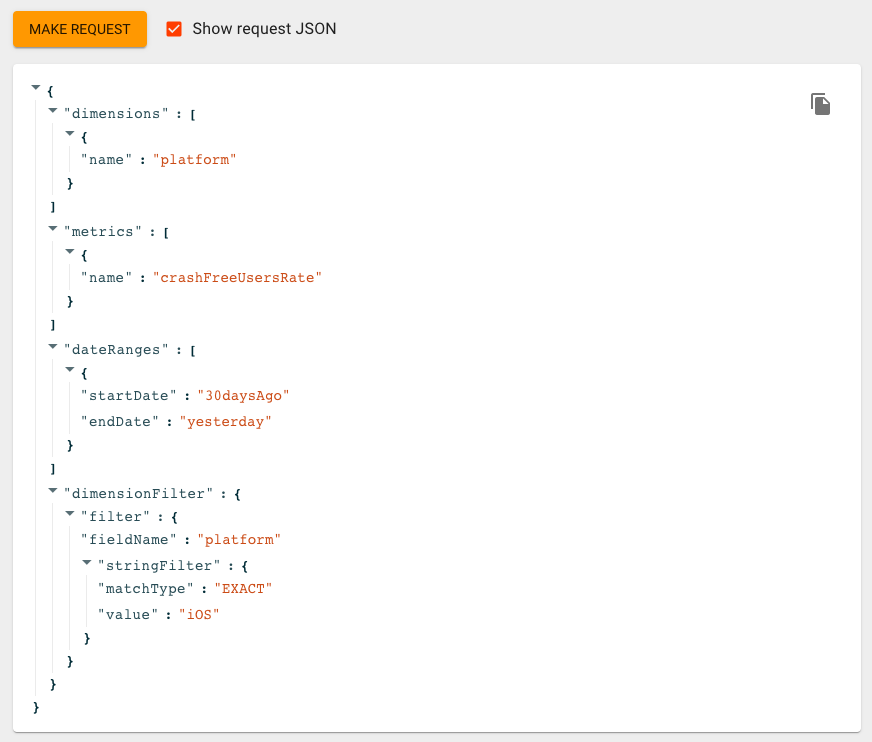 MAKE REQUEST Show request JSON
{
"dimensions" : [
{
"name" : "platform"
}
]
"metrics" : [
{
"name" : "crashFreeUsersRate"
}
]
"dateRanges" : [
{
"startDate" : "30daysAgo"
"endDate" : "yesterday"
}
]
"dimensionFilter" : {
"filter" : {
"fieldName" : "platform"
"stringFilter" : {
"matchType" : "EXACT"
"value" : "iOS"
}
}
}
}